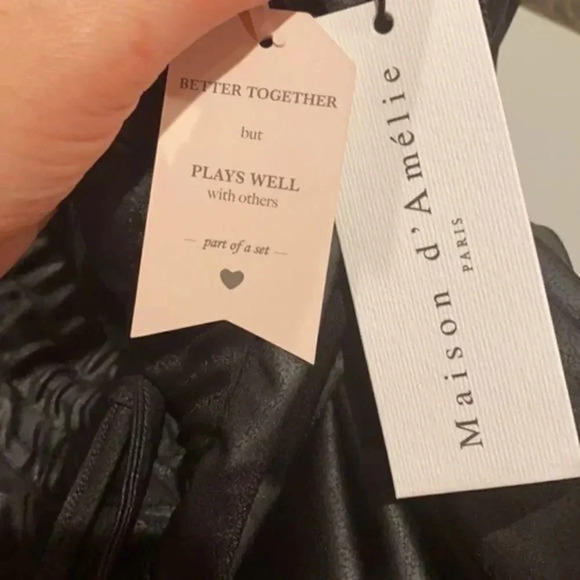 BETTER TOGETHER
but
PLAYS WELL
with others
part of a set
Maison d'Amélie
PARIS